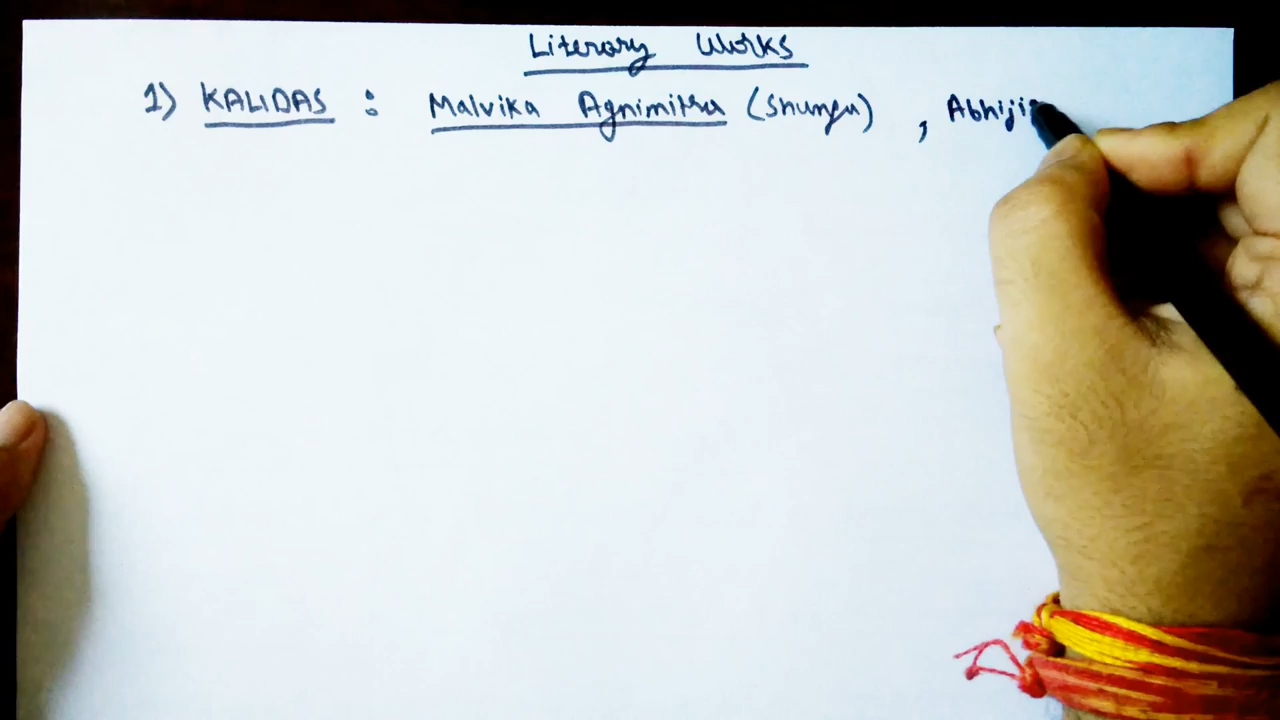 Literary Works
1) KALIDAS : Malvika Agnimitra (Shunga) , Abhiji